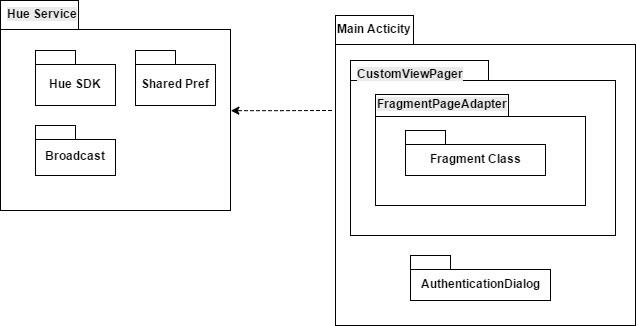 Hue Service
Hue SDK
Shared Pref
Broadcast
Main Acticity
CustomViewPager
FragmentPageAdapter
Fragment Class
AuthenticationDialog